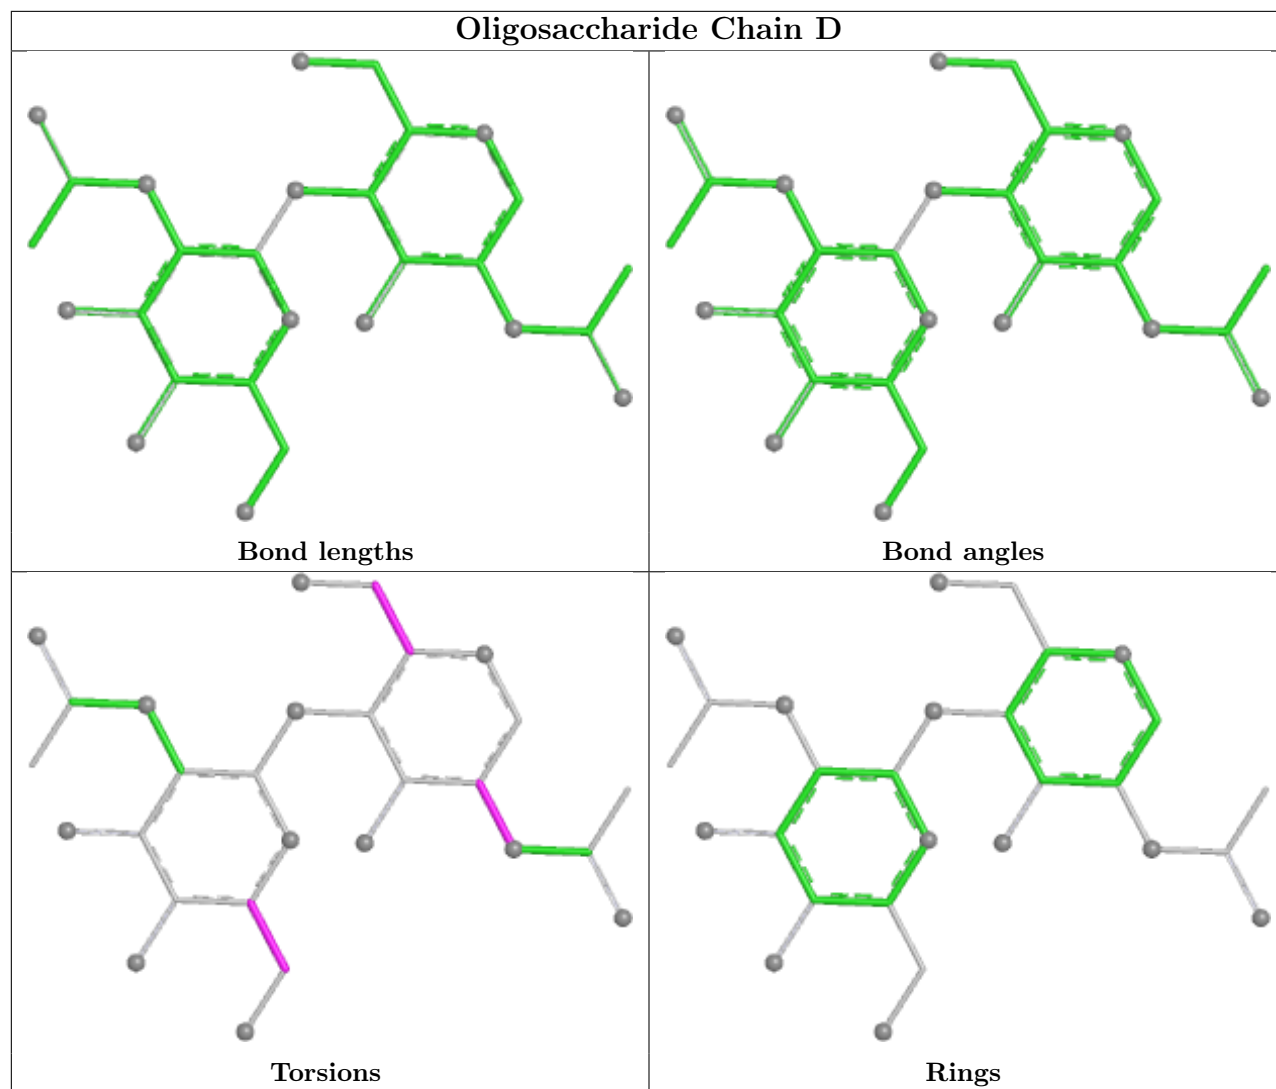 Oligosaccharide Chain D
Bond lengths
Bond angles
Torsions
Rings